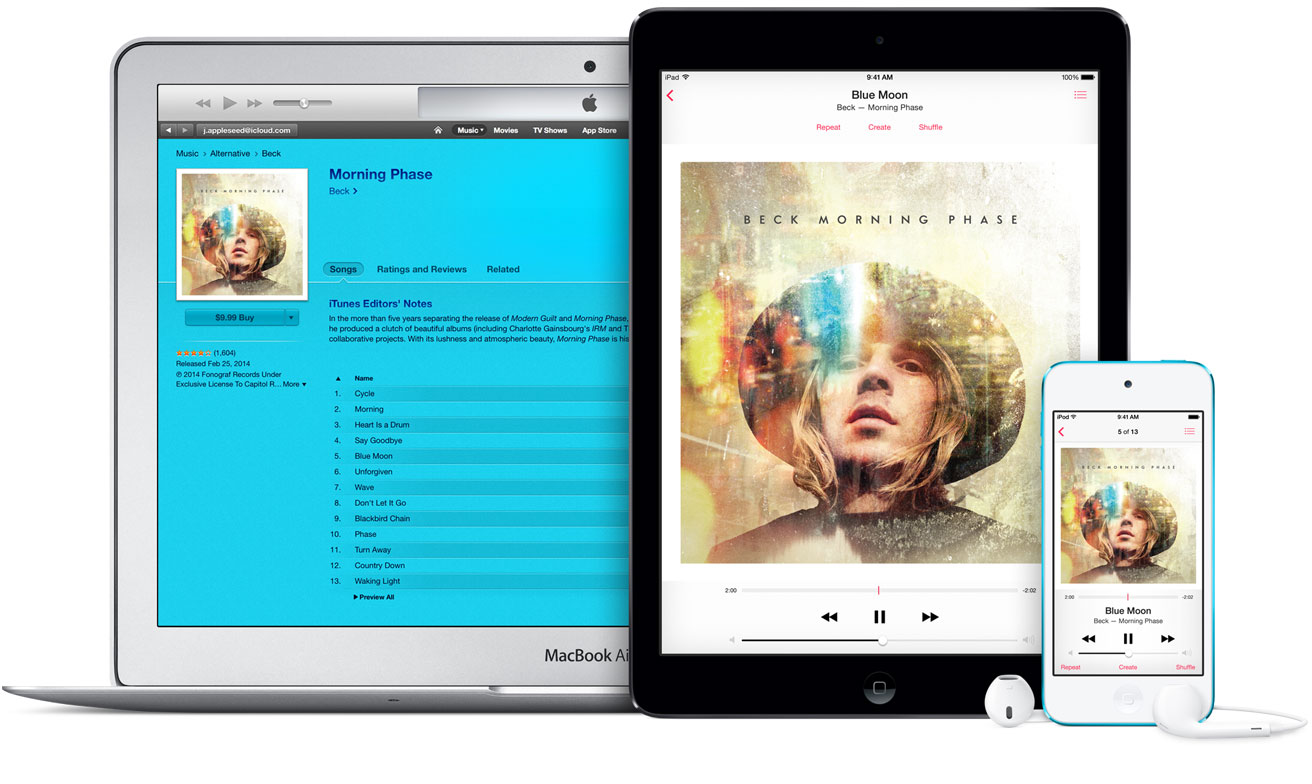 j.appleseed@icloud.com
Music
Movies
TV Shows
App Store
Music › Alternative › Beck
BECK MORNING PHASE
Morning Phase
Beck
Songs
Ratings and Reviews
Related
$9.99 Buy
(1,604)
Released Feb 25, 2014
℗ 2014 Fonograf Records Under
Exclusive License To Capitol R... More
iTunes Editors' Notes
In the more than five years separating the release of Modern Guilt and Morning Phase,
he produced a clutch of beautiful albums (including Charlotte Gainsbourg's IRM and T
collaborative projects. With its lushness and atmospheric beauty, Morning Phase is his
Name
1. Cycle
2. Morning
3. Heart Is a Drum
4. Say Goodbye
5. Blue Moon
6. Unforgiven
7. Wave
8. Don't Let It Go
9. Blackbird Chain
10. Phase
11. Turn Away
12. Country Down
13. Waking Light
Preview All
MacBook Ai
iPad
9:41 AM
100%
Blue Moon
Beck — Morning Phase
Repeat
Create
Shuffle
BECK MORNING PHASE
2:00
-2:02
iPod
9:41 AM
5 of 13
BECK MORNING PHASE
2:00
-2:02
Blue Moon
Beck — Morning Phase
Repeat
Create
Shuffle